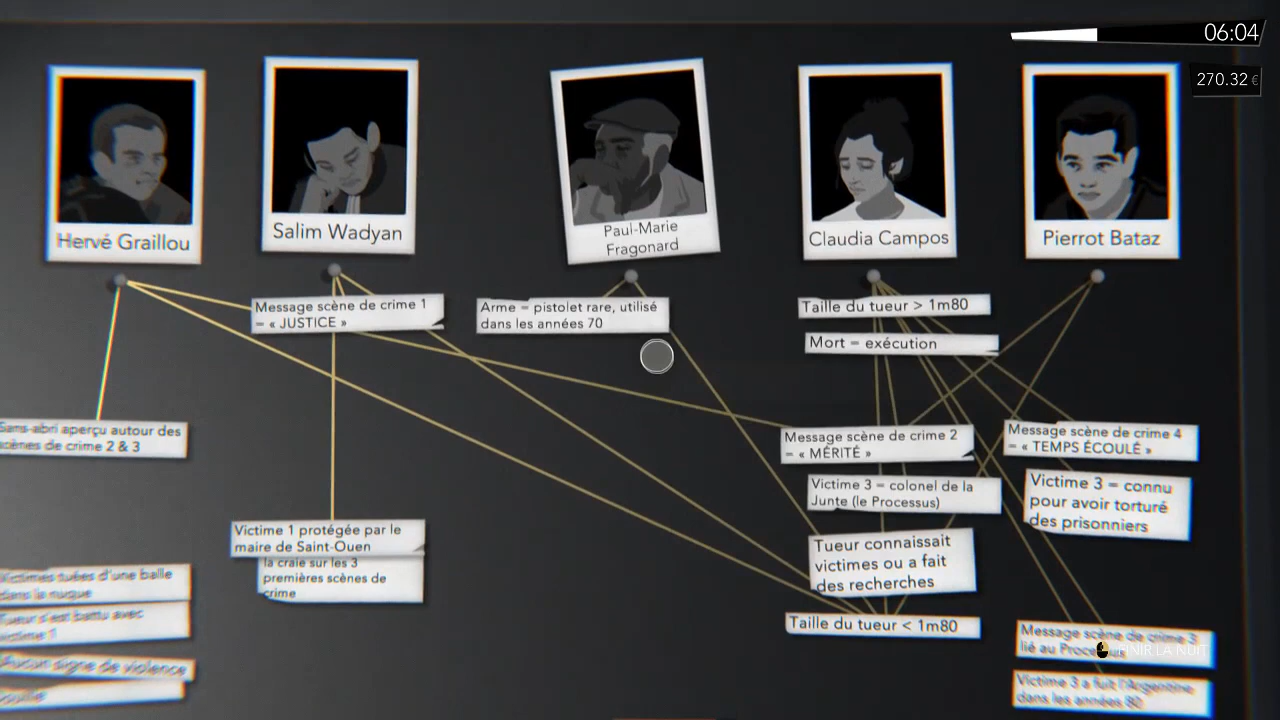 06:04
270.32 €
Hervé Graillou
Salim Wadyan
Paul-Marie
Fragonard
Claudia Campos
Pierrot Bataz
Message scène de crime 1
= « JUSTICE »
Arme = pistolet rare, utilisé
dans les années 70
Taille du tueur > 1m80
Mort = exécution
Sans-abri aperçu autour des
scènes de crime 2 & 3
Message scène de crime 2
= « MÉRITÉ »
Message scène de crime 4
= « TEMPS ÉCOULÉ »
Victime 3 = colonel de la
Junte (le Processus)
Victime 3 = connu
pour avoir torturé
des prisonniers
Victime 1 protégée par le
maire de Saint-Ouen
la craie sur les 3
premières scènes de
crime
Tueur connaissait
victimes ou a fait
des recherches
Victimes tuées d'une balle
dans la nuque
Tueur s'est battu avec
victime 1
Aucun signe de violence
Taille du tueur < 1m80
Message scène de crime 3
lié au
FINIR LA NUIT
Victime 3 a fuit l'Argentine
dans les années 80